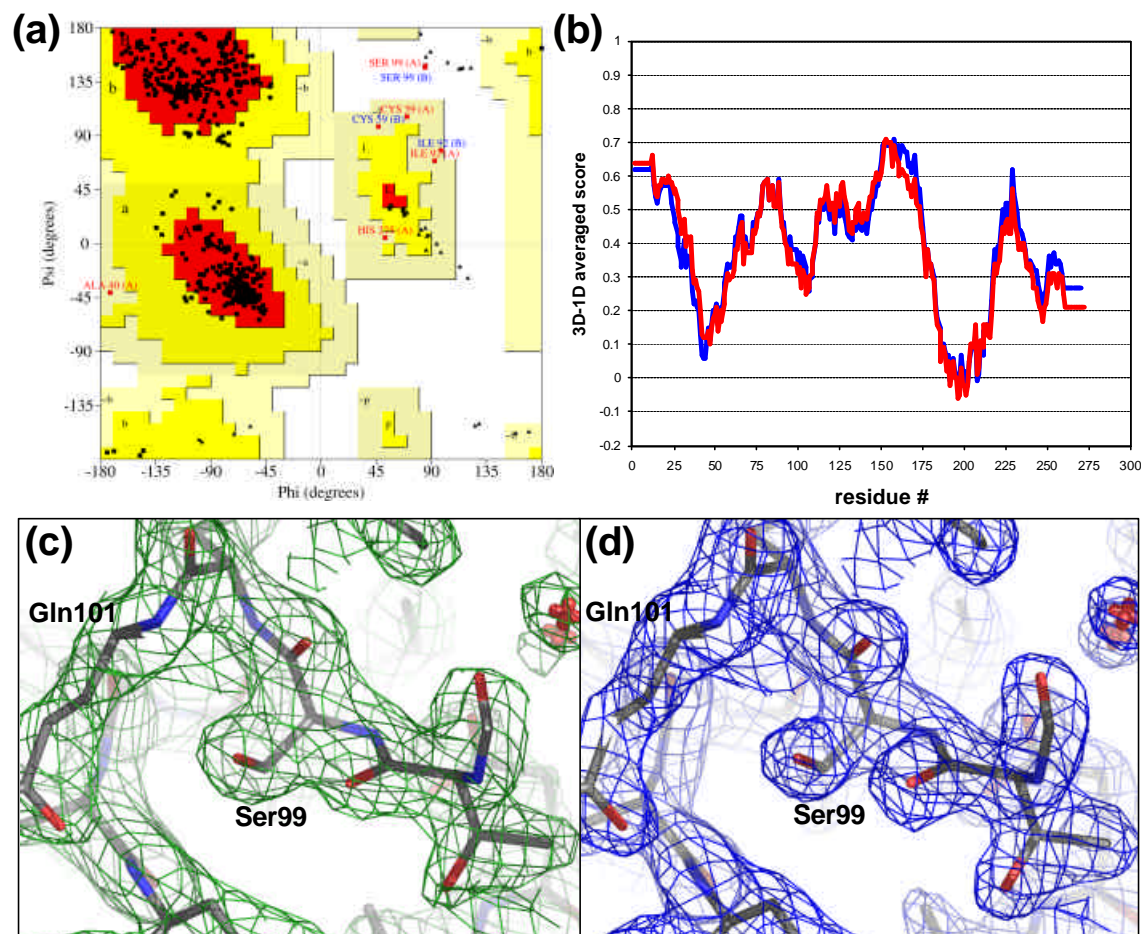 (a)
180
135
90
45
0
-45
-90
-135
Psi (degrees)
B
b
~b
b
SER 99 (A)
SER 99 (B)
CYS 59 (A)
CYS 59 (B)
ILE 92 (B)
l
L
a
A
~a
ALA 40 (A)
~b
b
~p
p
-180 -135 -90 -45 0 45 90 135 180
Phi (degrees)
(b)
3D-1D averaged score
1
0.9
0.8
0.7
0.6
0.5
0.4
0.3
0.2
0.1
0
-0.1
-0.2
0 25 50 75 100 125 150 175 200 225 250 275 300
residue #
(c)
Gln101
Ser99
(d)
Gln101
Ser99